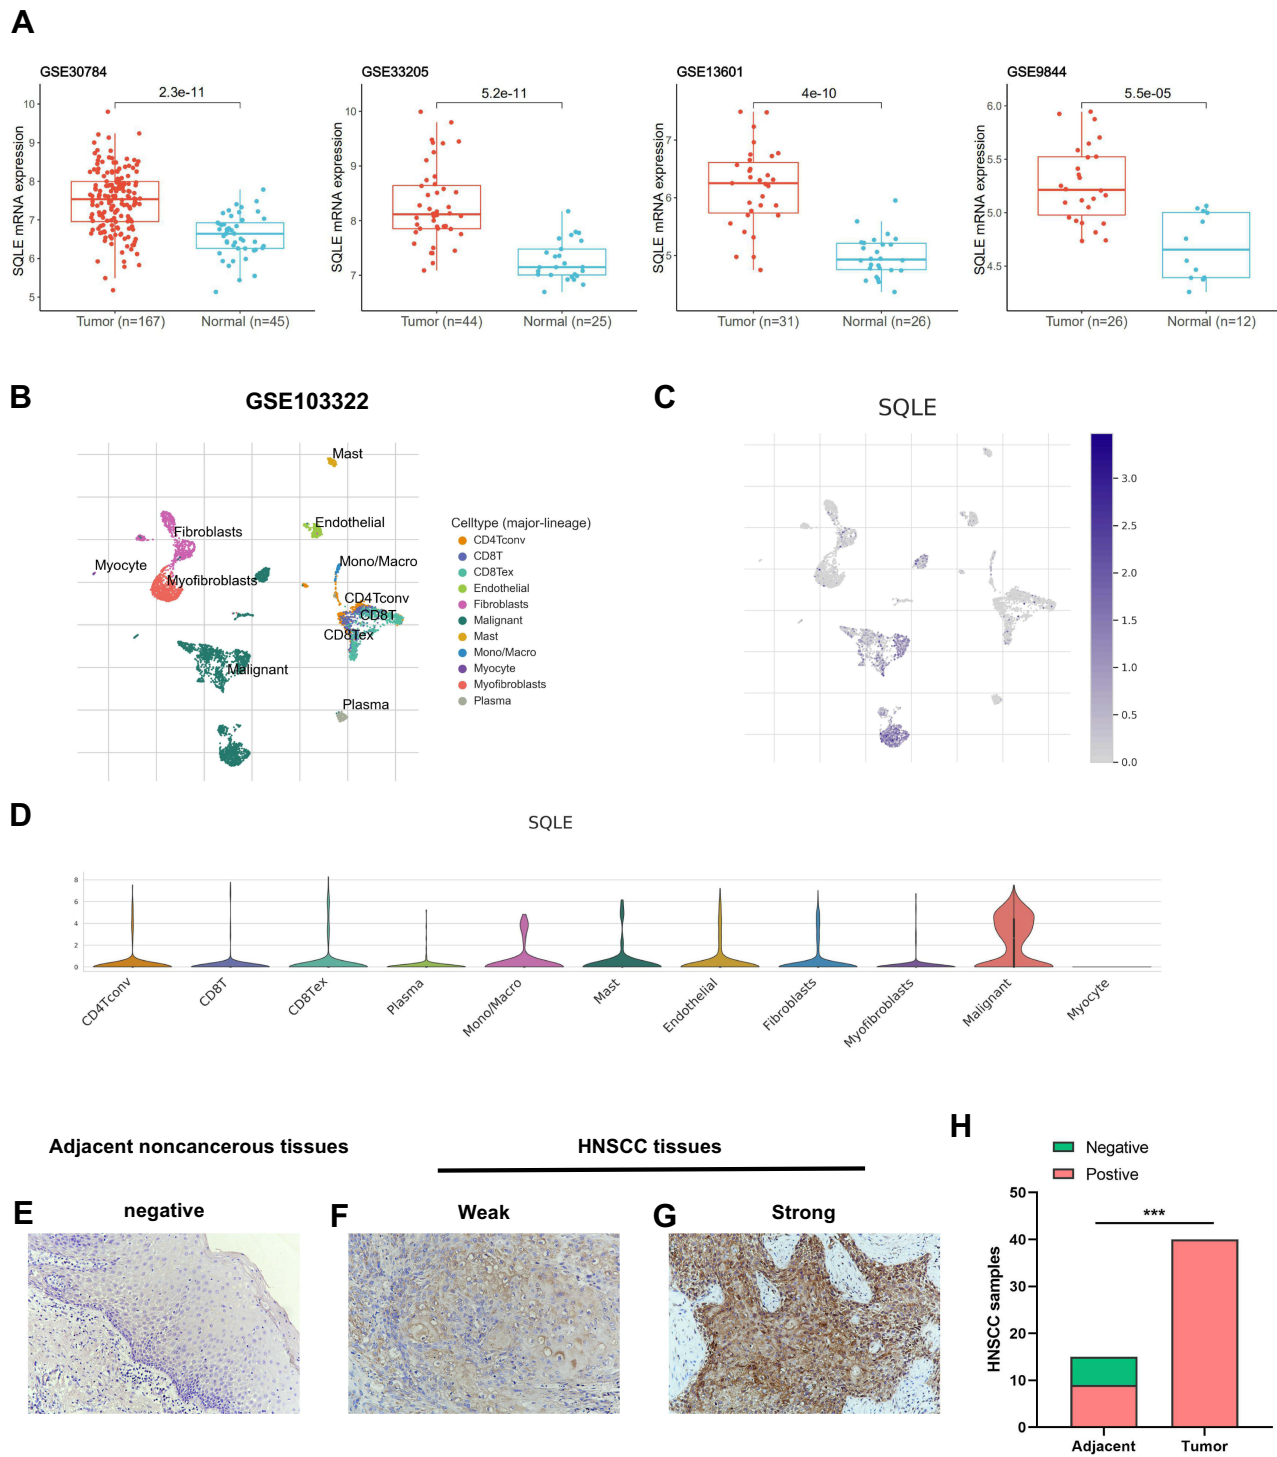 A
GSE30784
2.3e-11
SQLE mRNA expression
10
9
8
7
6
5
Tumor (n=167)
Normal (n=45)
GSE33205
5.2e-11
SQLE mRNA expression
10
9
8
7
Tumor (n=44)
Normal (n=25)
GSE13601
4e-10
SQLE mRNA expression
7
6
5
Tumor (n=31)
Normal (n=26)
GSE9844
5.5e-05
SQLE mRNA expression
6.0
5.5
5.0
4.5
Tumor (n=26)
Normal (n=12)
B
GSE103322
Mast
Endothelial
Fibroblasts
Mono/Macro
Myocyte
Myofibroblasts
CD4Tconv
CD8T
CD8Tex
Malignant
Plasma
Celltype (major-lineage)
CD4Tconv
CD8T
CD8Tex
Endothelial
Fibroblasts
Malignant
Mast
Mono/Macro
Myocyte
Myofibroblasts
Plasma
C
SQLE
3.0
2.5
2.0
1.5
1.0
0.5
0.0
D
SQLE
8
6
4
2
0
CD4Tconv
CD8T
CD8Tex
Plasma
Mono/Macro
Mast
Endothelial
Fibroblasts
Myofibroblasts
Malignant
Myocyte
Adjacent noncancerous tissues
HNSCC tissues
E
negative
F
Weak
G
Strong
H
Negative
Postive
***
HNSCC samples
50
40
30
20
10
0
Adjacent
Tumor